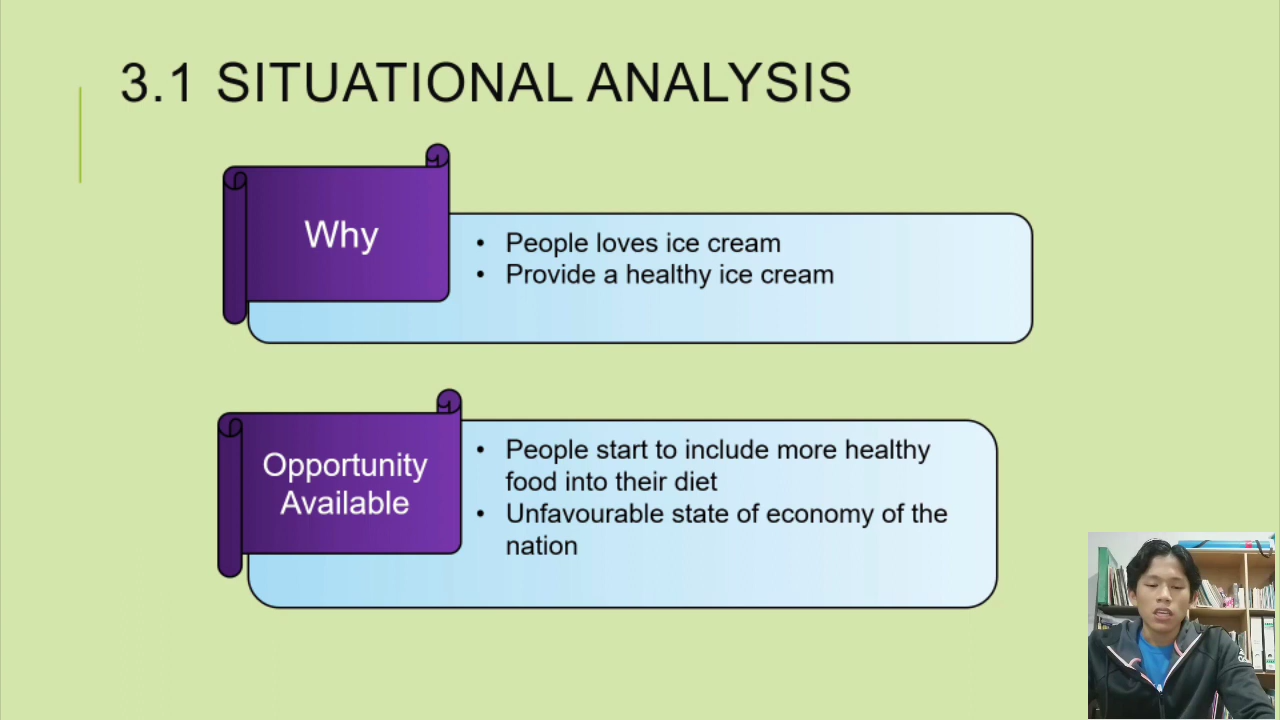 3.1 SITUATIONAL ANALYSIS
Why
• People loves ice cream
• Provide a healthy ice cream
Opportunity
Available
• People start to include more healthy
food into their diet
• Unfavourable state of economy of the
nation